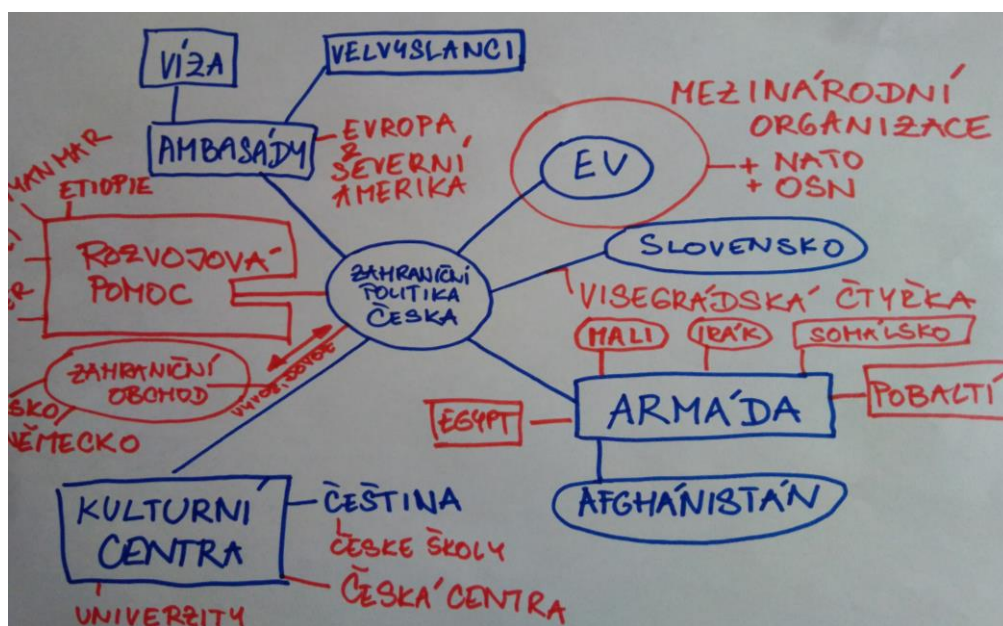 VÍZA
VELVYSLANCI
AMBASÁDY
EVROPA
SEVERNÍ
AMERIKA
MEZINÁRODNÍ
ORGANIZACE
+ NATO
+ OSN
EU
ETIOPIE
ROZVOJOVÁ
POMOC
ZAHRANIČNÍ
POLITIKA
ČESKA
SLOVENSKO
VISEGRÁDSKÁ ČTYŘKA
MALI
IRÁK
SOMÁLSKO
ARMÁDA
POBALTÍ
EGYPT
AFGHÁNISTÁN
ZAHRANIČNÍ
OBCHOD
VÝVOZ, DOVOZ
NĚMECKO
KULTURNÍ
CENTRA
ČEŠTINA
ČESKÉ ŠKOLY
ČESKÁ CENTRA
UNIVERZITY